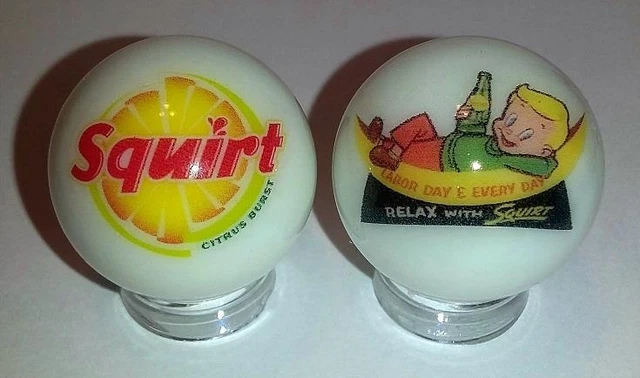 Squirt
CITRUS BURST
LABOR DAY & EVERY DAY
RELAX WITH Squirt